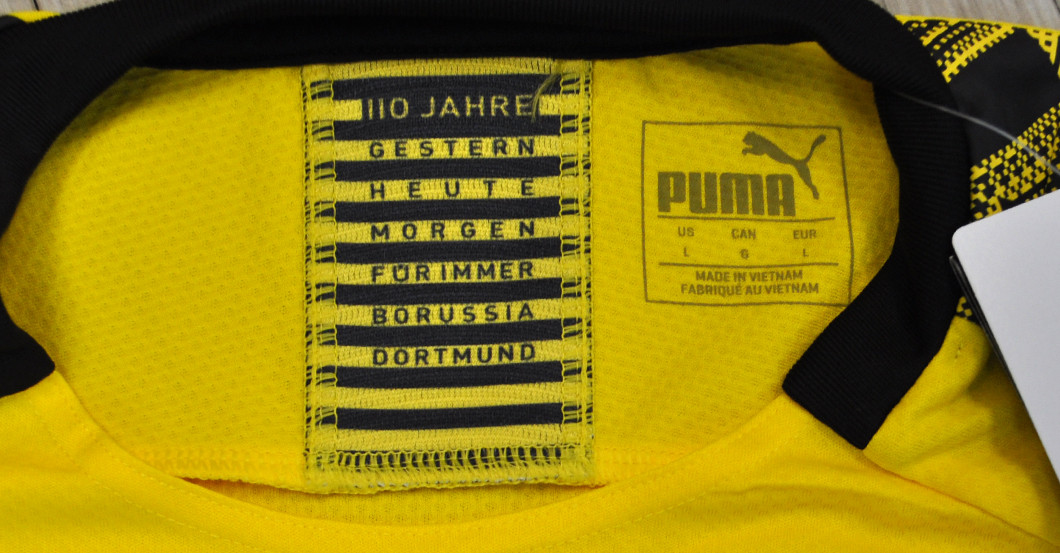 110 JAHRE
GESTERN
HEUTE
MORGEN
FÜR IMMER
BORUSSIA
DORTMUND
PUMA
US CAN EUR
L G L
MADE IN VIETNAM
FABRIQUÉ AU VIETNAM